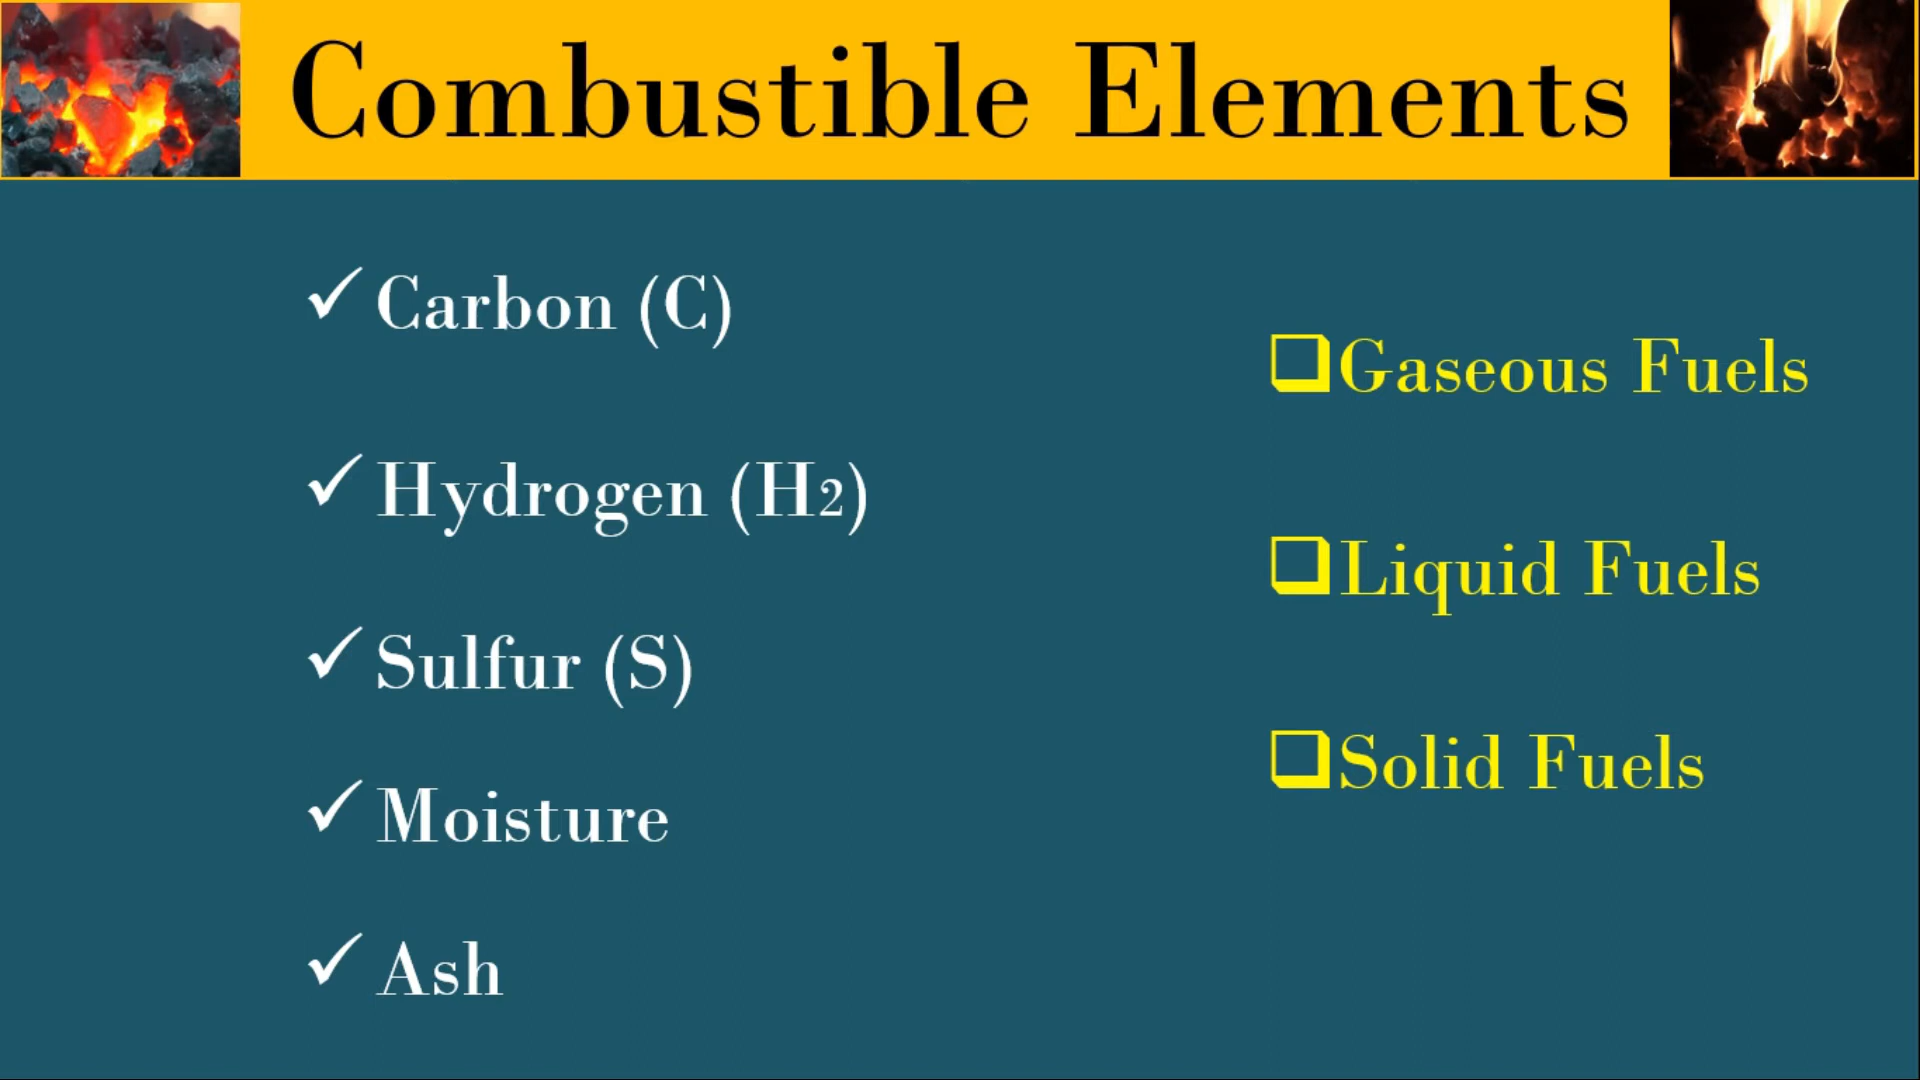 Combustible Elements
✓ Carbon (C)
✓ Hydrogen (H2)
✓ Sulfur (S)
✓ Moisture
✓ Ash
❑Gaseous Fuels
❑Liquid Fuels
❑Solid Fuels